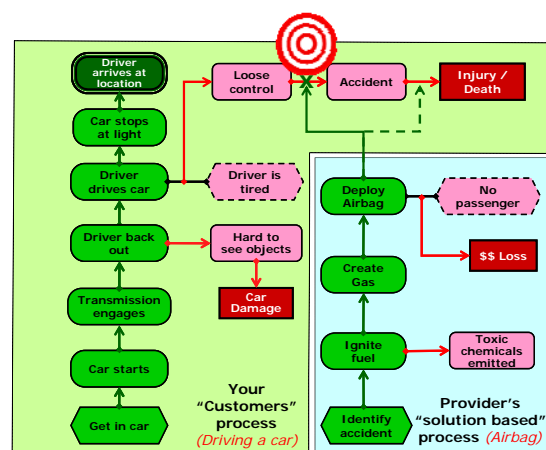 Driver
arrives at
location
Loose
control
Accident
Injury /
Death
Car stops
at light
Driver
drives car
Driver is
tired
Deploy
Airbag
No
passenger
Driver back
out
Hard to
see objects
$$ Loss
Create
Gas
Car
Damage
Transmission
engages
Ignite
fuel
Toxic
chemicals
emitted
Car starts
Get in car
Your
“Customers”
process
(Driving a car)
Identify
accident
Provider’s
“solution based”
process (Airbag)